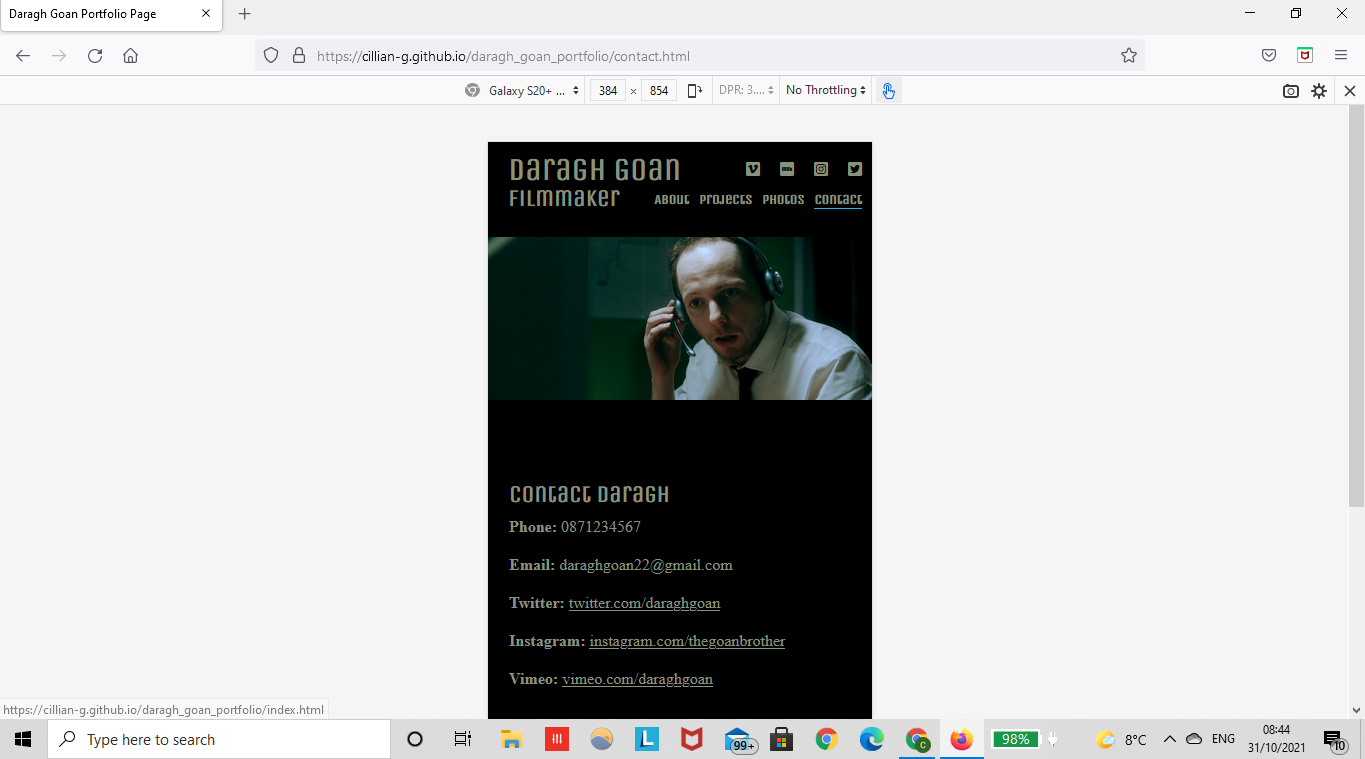 Daragh Goan Portfolio Page
https://cillian-g.github.io/daragh_goan_portfolio/contact.html
Galaxy S20+ ... 384 × 854 DPR: 3.... No Throttling
Daragh Goan
Filmmaker
About Projects Photos Contact
Contact Daragh
Phone: 0871234567
Email: daraghgoan22@gmail.com
Twitter: twitter.com/daraghgoan
Instagram: instagram.com/thegoanbrother
Vimeo: vimeo.com/daraghgoan
https://cillian-g.github.io/daragh_goan_portfolio/index.html
Type here to search
L
99+
C
98%
8°C
ENG
08:44
31/10/2021
10